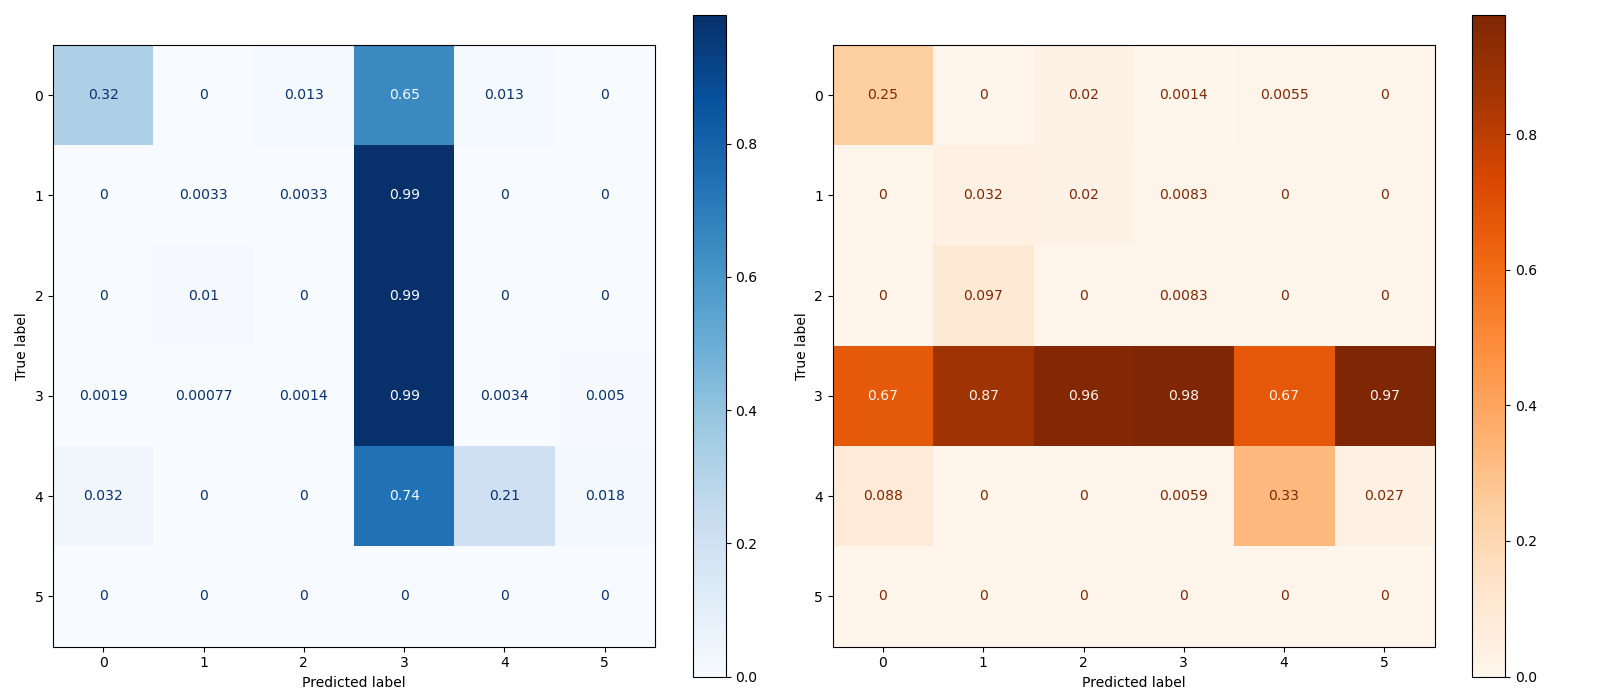 0 0.32 0 0.013 0.65 0.013 0
1 0 0.0033 0.0033 0.99 0 0
2 0 0.01 0 0.99 0 0
3 0.0019 0.00077 0.0014 0.99 0.0034 0.005
4 0.032 0 0 0.74 0.21 0.018
5 0 0 0 0 0 0
0 1 2 3 4 5
True label
Predicted label
0.8
0.6
0.4
0.2
0.0
0 0.25 0 0.02 0.0014 0.0055 0
1 0 0.032 0.02 0.0083 0 0
2 0 0.097 0 0.0083 0 0
3 0.67 0.87 0.96 0.98 0.67 0.97
4 0.088 0 0 0.0059 0.33 0.027
5 0 0 0 0 0 0
0 1 2 3 4 5
True label
Predicted label
0.8
0.6
0.4
0.2
0.0